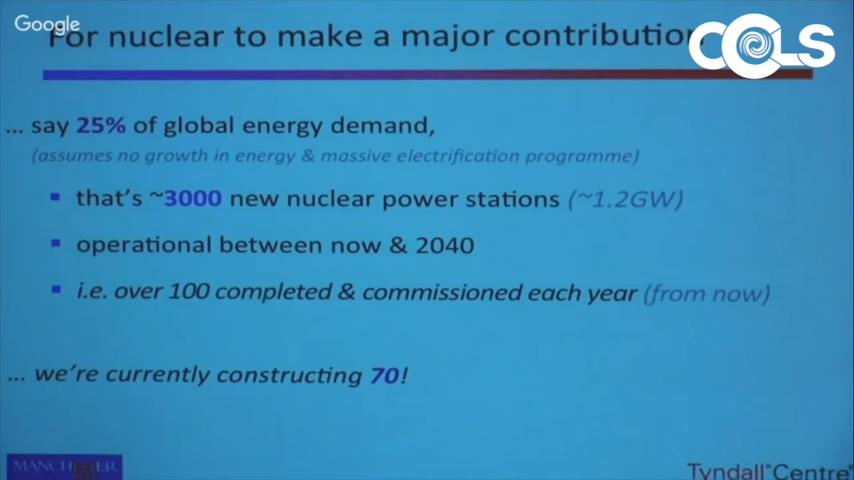 Google
For nuclear to make a major contribution
CCLS
... say 25% of global energy demand,
(assumes no growth in energy & massive electrification programme)
▪ that's ~3000 new nuclear power stations (~1.2GW)
▪ operational between now & 2040
▪ i.e. over 100 completed & commissioned each year (from now)
... we're currently constructing 70!
MANCHESTER
Tyndall°Centre